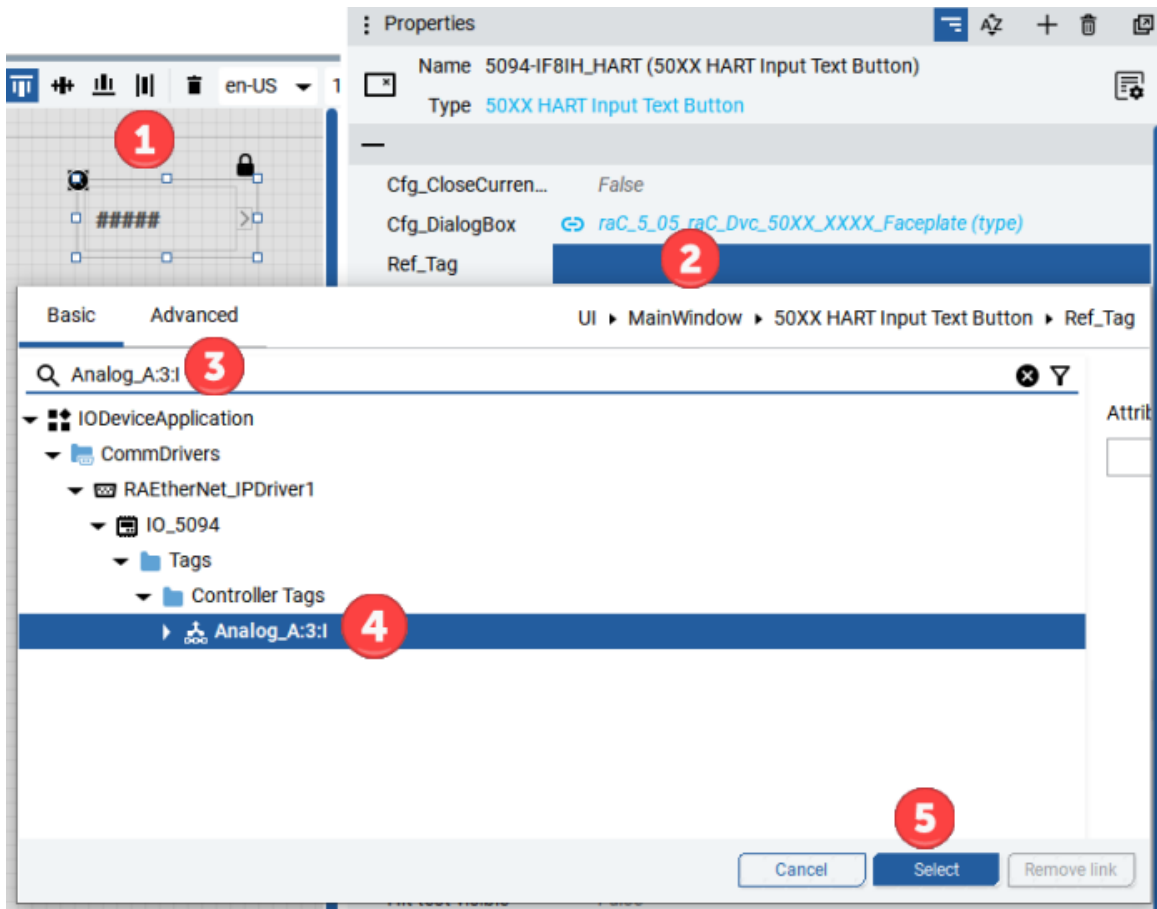 Properties
en-US
1
Name 5094-IF8IH_HART (50XX HART Input Text Button)
Type 50XX HART Input Text Button
1
#####
Cfg_CloseCurren... False
Cfg_DialogBox raC_5_05_raC_Dvc_50XX_XXXX_Faceplate (type)
Ref_Tag
2
Basic Advanced UI ▸ MainWindow ▸ 50XX HART Input Text Button ▸ Ref_Tag
3
Analog_A:3:I
Attrib
IODeviceApplication
CommDrivers
RAEtherNet_IPDriver1
IO_5094
Tags
Controller Tags
Analog_A:3:I
4
5
Cancel Select Remove link